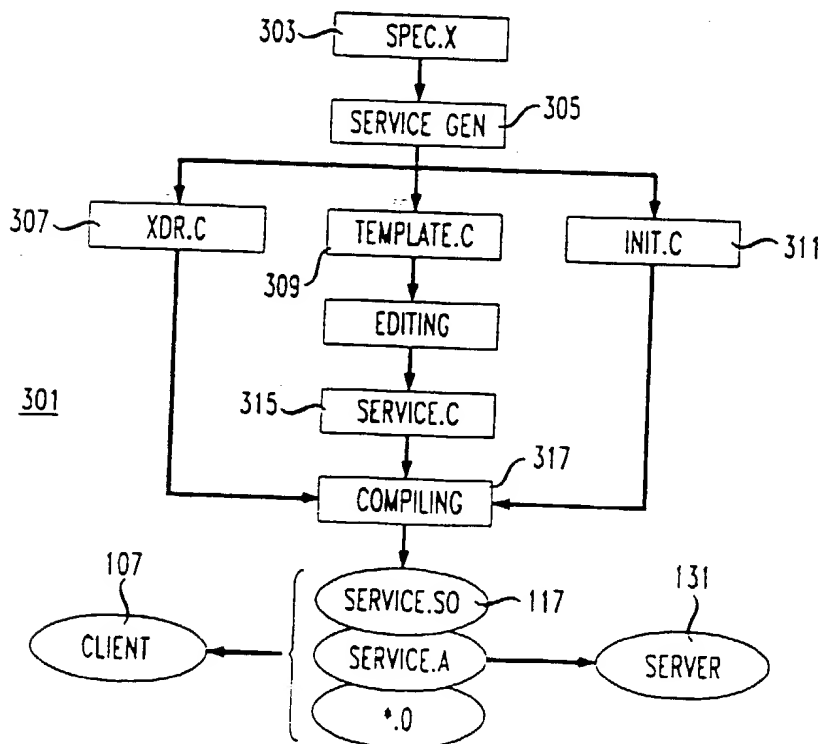 303
SPEC.X
SERVICE GEN
305
307
XDR.C
TEMPLATE.C
309
INIT.C
311
EDITING
301
315
SERVICE.C
317
COMPILING
107
CLIENT
SERVICE.SO
117
SERVICE.A
*.O
131
SERVER